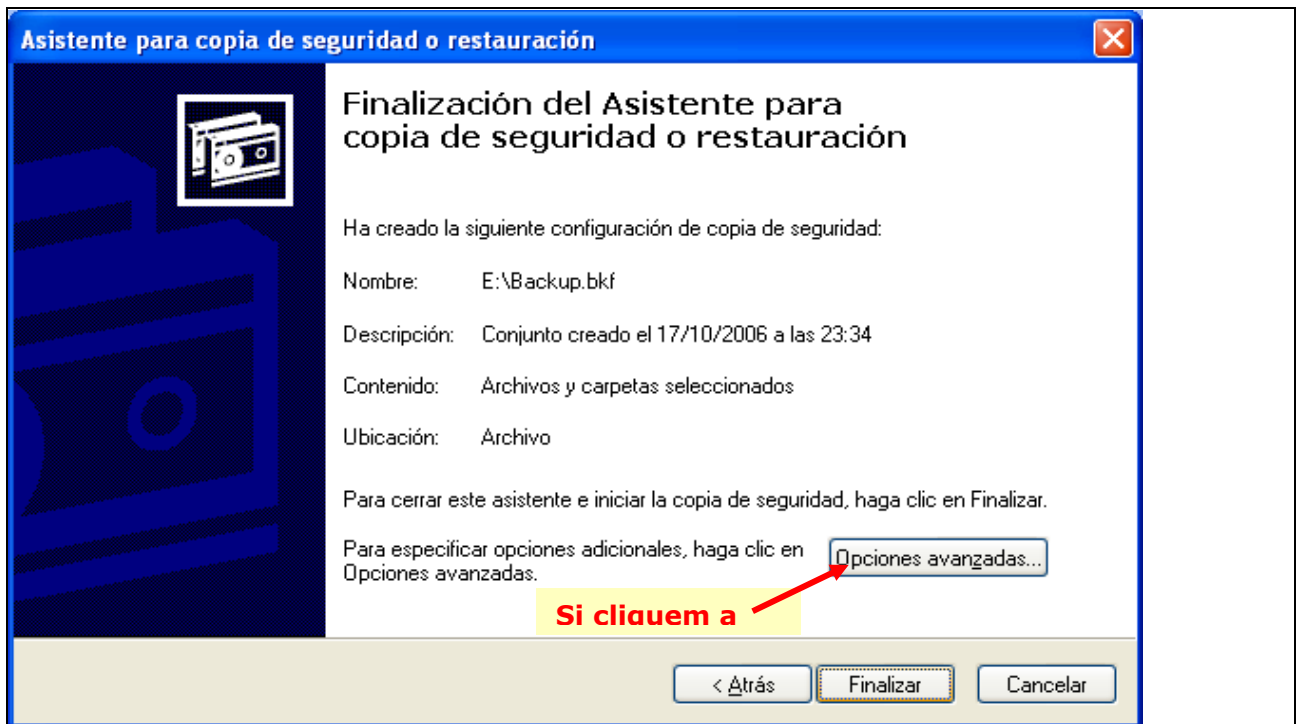 Asistente para copia de seguridad o restauración
Finalización del Asistente para
copia de seguridad o restauración
Ha creado la siguiente configuración de copia de seguridad:
Nombre: E:\Backup.bkf
Descripción: Conjunto creado el 17/10/2006 a las 23:34
Contenido: Archivos y carpetas seleccionados
Ubicación: Archivo
Para cerrar este asistente e iniciar la copia de seguridad, haga clic en Finalizar.
Para especificar opciones adicionales, haga clic en
Opciones avanzadas.
Opciones avanzadas...
Si cliquem a
< Atrás Finalizar Cancelar